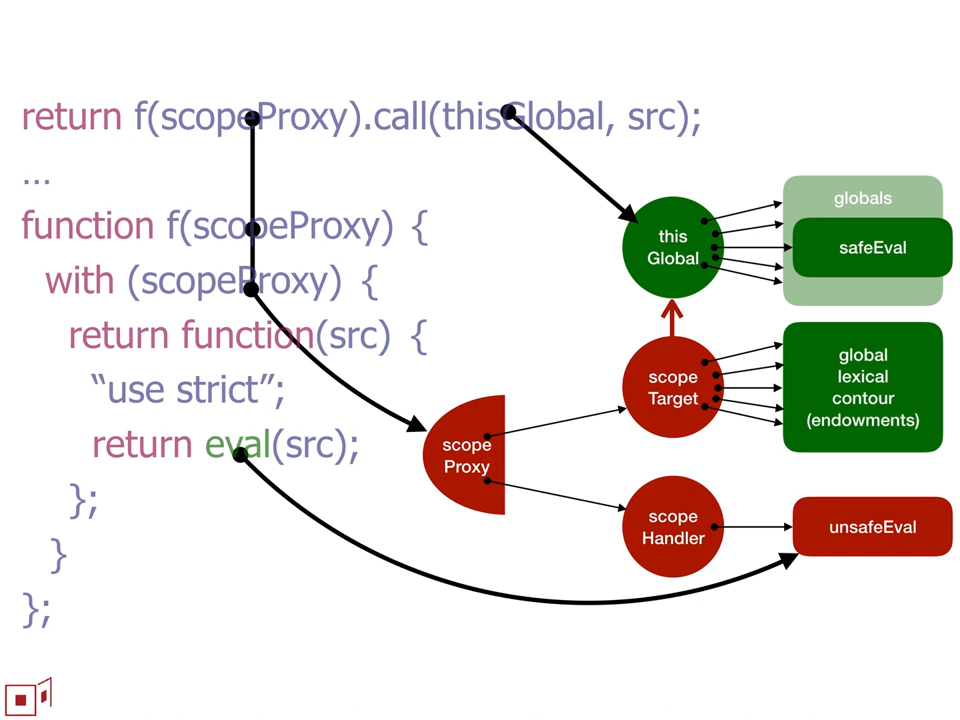 return f(scopeProxy).call(thisGlobal, src);
…
function f(scopeProxy) {
with (scopeProxy) {
return function(src) {
“use strict”;
return eval(src);
};
}
};
this
Global
globals
safeEval
scope
Target
global
lexical
contour
(endowments)
scope
Proxy
scope
Handler
unsafeEval